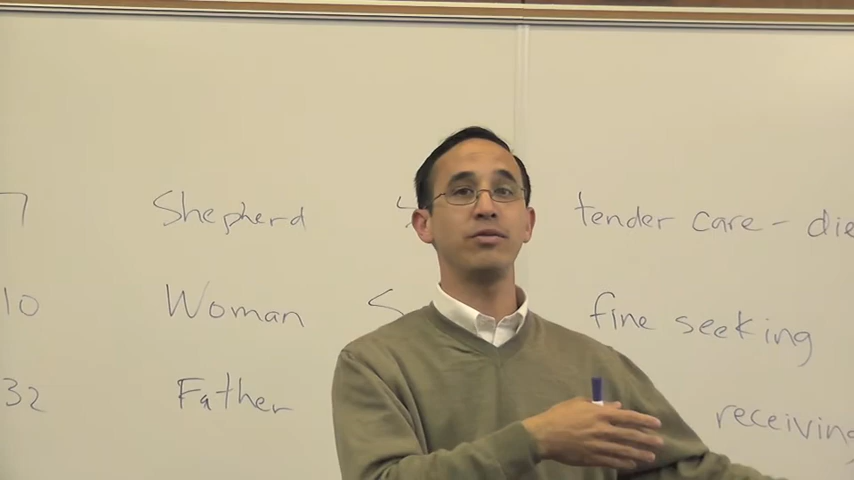 7 Shepherd S tender care - die
10 Woman S fine seeking
32 Father receiving